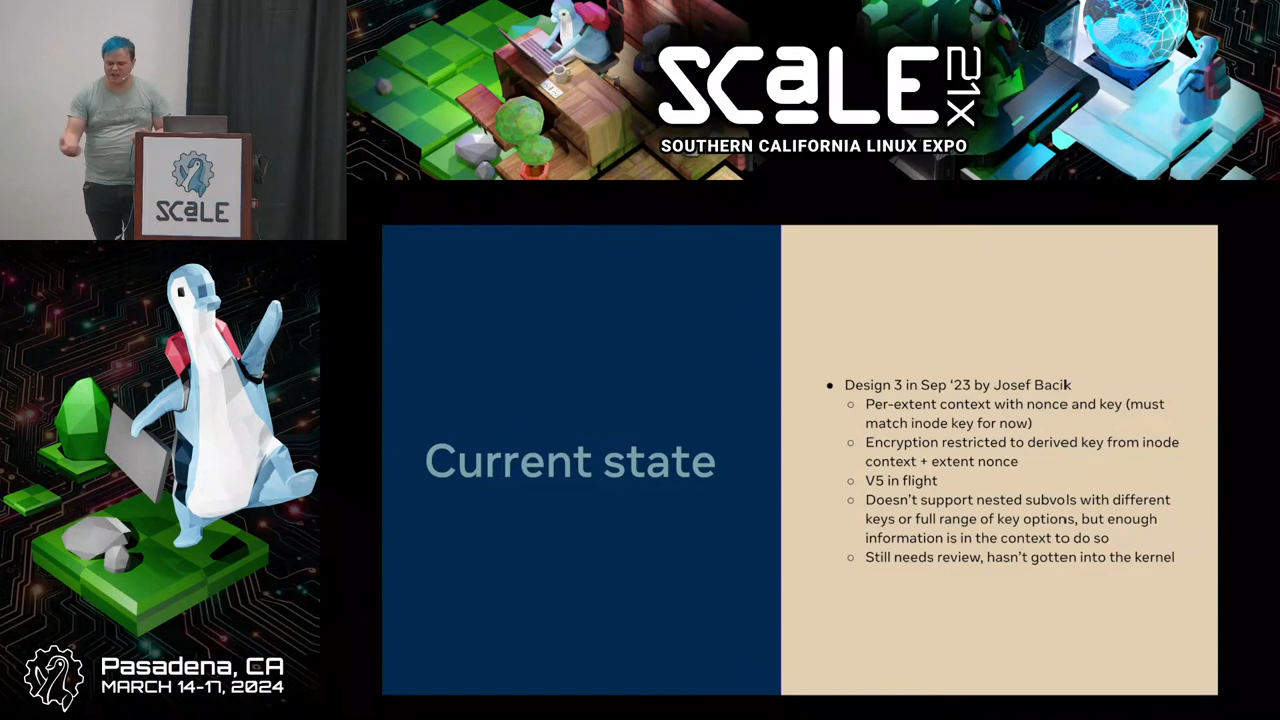 SCaLE 21X
SOUTHERN CALIFORNIA LINUX EXPO
SCaLE
Current state
● Design 3 in Sep ‘23 by Josef Bacik
○ Per-extent context with nonce and key (must
match inode key for now)
○ Encryption restricted to derived key from inode
context + extent nonce
○ V5 in flight
○ Doesn’t support nested subvols with different
keys or full range of key options, but enough
information is in the context to do so
○ Still needs review, hasn’t gotten into the kernel
Pasadena, CA
MARCH 14-17, 2024